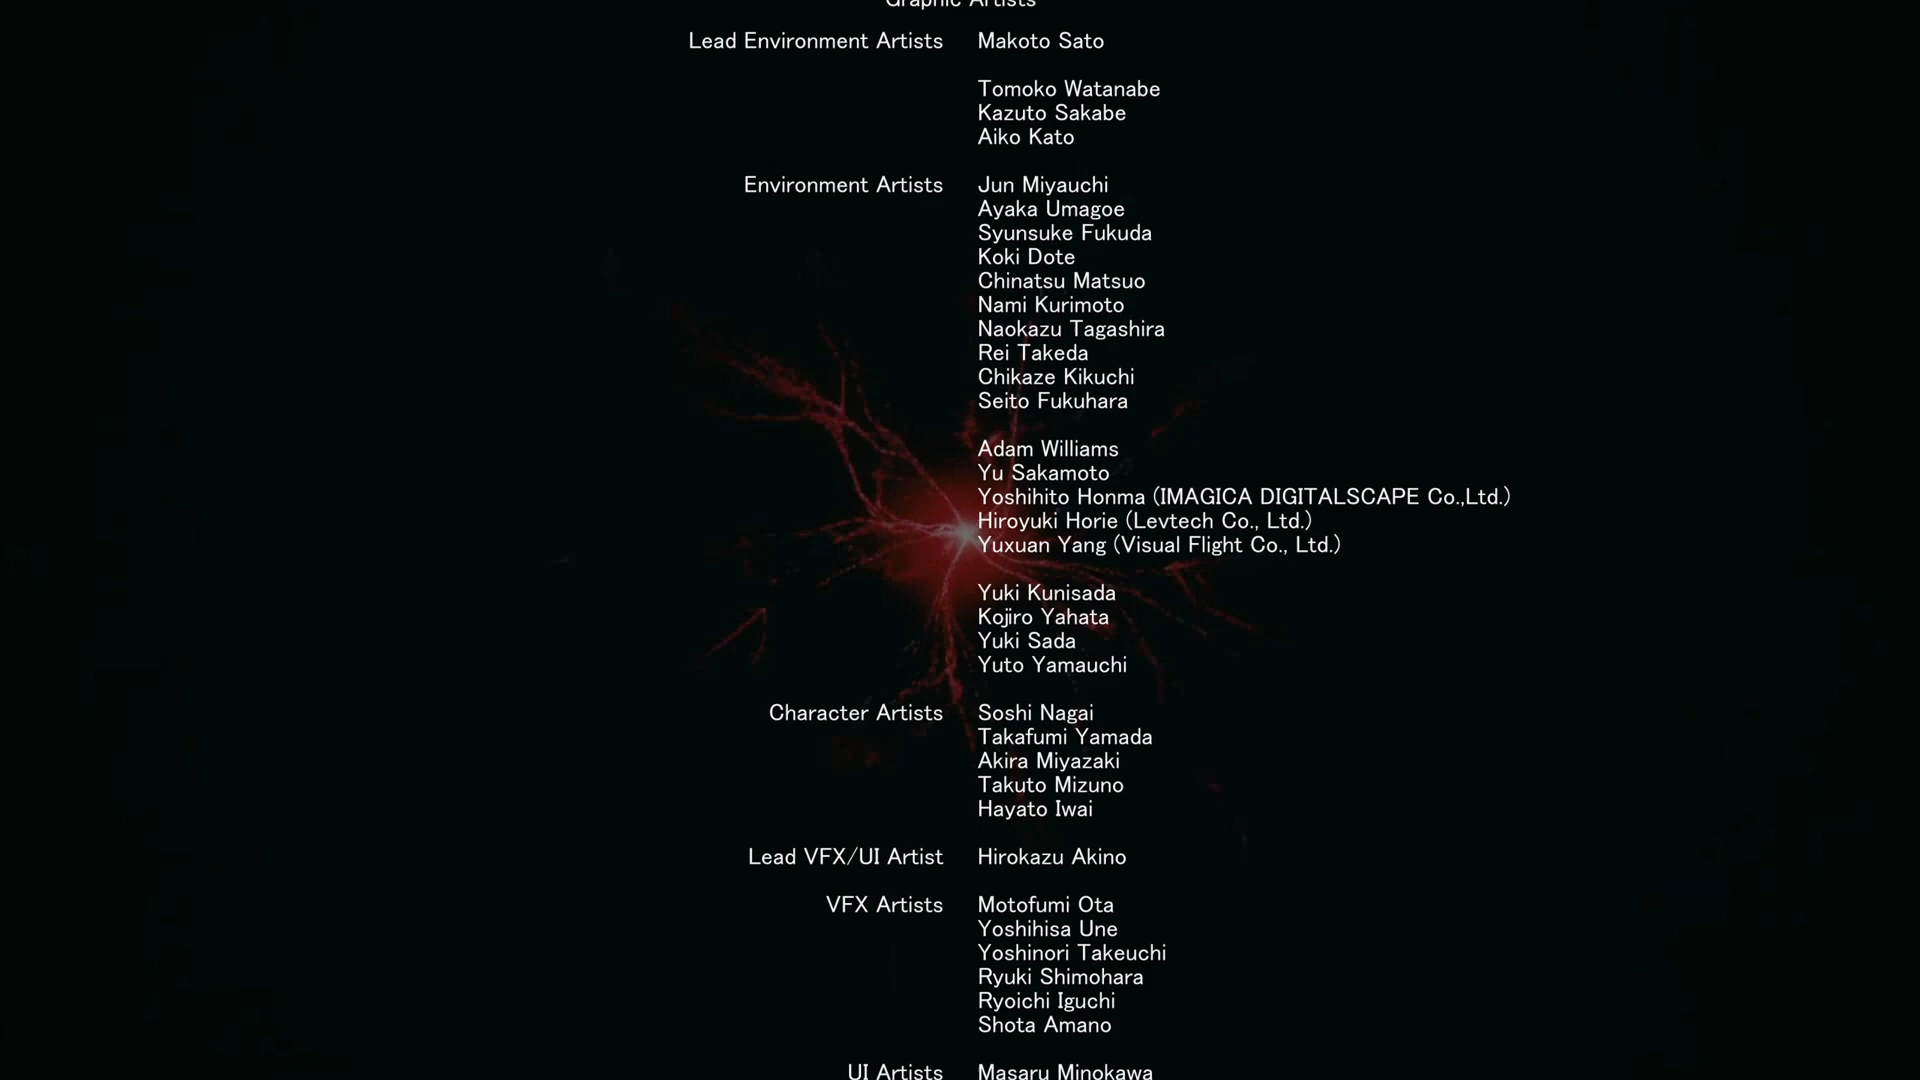 Graphic Artists
Lead Environment Artists Makoto Sato
Tomoko Watanabe
Kazuto Sakabe
Aiko Kato
Environment Artists Jun Miyauchi
Ayaka Umagoe
Syunsuke Fukuda
Koki Dote
Chinatsu Matsuo
Nami Kurimoto
Naokazu Tagashira
Rei Takeda
Chikaze Kikuchi
Seito Fukuhara
Adam Williams
Yu Sakamoto
Yoshihito Honma (IMAGICA DIGITALSCAPE Co.,Ltd.)
Hiroyuki Horie (Levtech Co., Ltd.)
Yuxuan Yang (Visual Flight Co., Ltd.)
Yuki Kunisada
Kojiro Yahata
Yuki Sada
Yuto Yamauchi
Character Artists Soshi Nagai
Takafumi Yamada
Akira Miyazaki
Takuto Mizuno
Hayato Iwai
Lead VFX/UI Artist Hirokazu Akino
VFX Artists Motofumi Ota
Yoshihisa Une
Yoshinori Takeuchi
Ryuki Shimohara
Ryoichi Iguchi
Shota Amano
UI Artists Masaru Minokawa